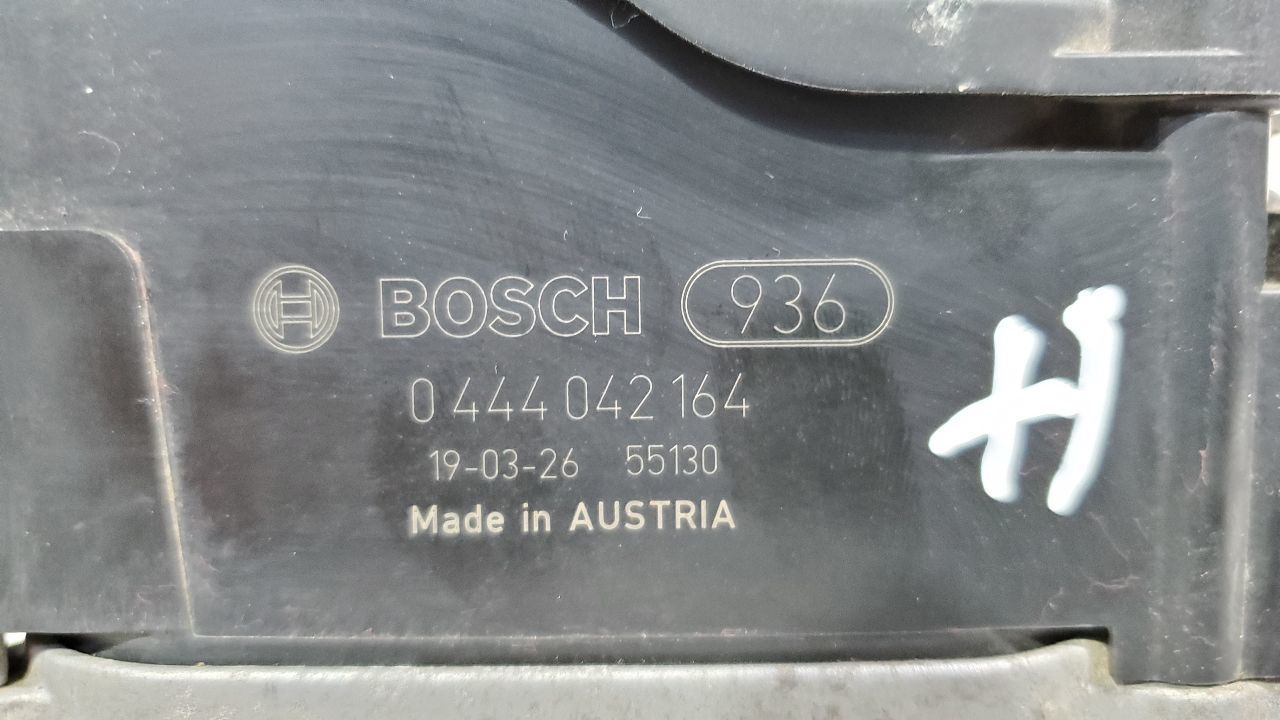 BOSCH 936
0 444 042 164
19-03-26 55130
Made in AUSTRIA
H